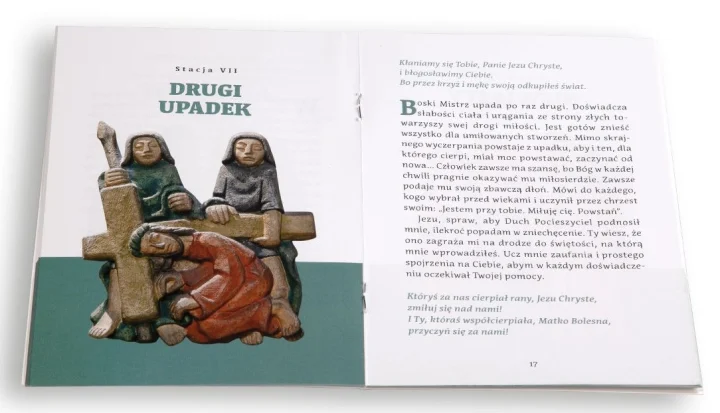 Stacja VII
DRUGI
UPADEK
Kłaniamy się Tobie, Panie Jezu Chryste,
i błogosławimy Ciebie.
Bo przez krzyż i mękę swoją odkupiłeś świat.
Boski Mistrz upada po raz drugi. Doświadcza
słabości ciała i urągania ze strony złych to-
warzyszy swej drogi miłości. Jest gotów znieść
wszystko dla umiłowanych stworzeń. Mimo skraj-
nego wyczerpania powstaje z upadku, aby i ten, dla
którego cierpi, miał moc powstawać, zaczynać od
nowa... Człowiek zawsze ma szansę, bo Bóg w każdej
chwili pragnie okazywać mu miłosierdzie. Zawsze
podaje mu swoją zbawczą dłoń. Mówi do każdego,
kogo wybrał przed wiekami i uczynił przez chrzest
swoim: „Jestem przy tobie. Miłuję cię. Powstań”.
Jezu, spraw, aby Duch Pocieszyciel podnosił
mnie, ilekroć popadam w zniechęcenie. Ty wiesz, że
ono zagraża mi na drodze do świętości, na którą
mnie wprowadziłeś. Ucz mnie zaufania i prostego
spojrzenia na Ciebie, abym w każdym doświadcze-
niu oczekiwał Twojej pomocy.
Któryś za nas cierpiał rany, Jezu Chryste,
zmiłuj się nad nami!
I Ty, któraś współcierpiała, Matko Bolesna,
przyczyń się za nami!
17